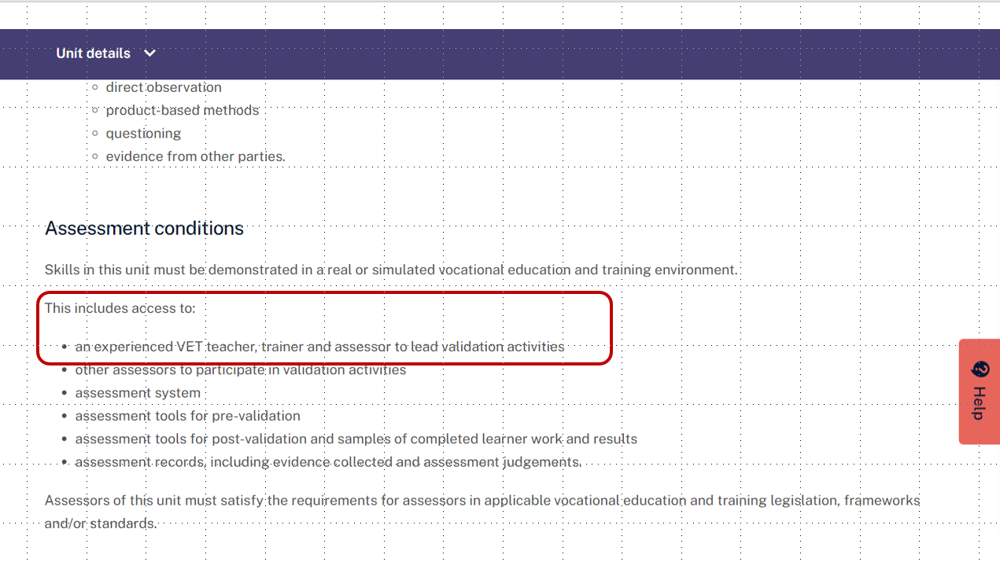 Unit details
direct observation
product-based methods
questioning
evidence from other parties.
Assessment conditions
Skills in this unit must be demonstrated in a real or simulated vocational education and training environment.
This includes access to:
an experienced VET teacher, trainer and assessor to lead validation activities
other assessors to participate in validation activities
assessment system
assessment tools for pre-validation
assessment tools for post-validation and samples of completed learner work and results
assessment records, including evidence collected and assessment judgements.
Assessors of this unit must satisfy the requirements for assessors in applicable vocational education and training legislation, frameworks
and/or standards.
Help